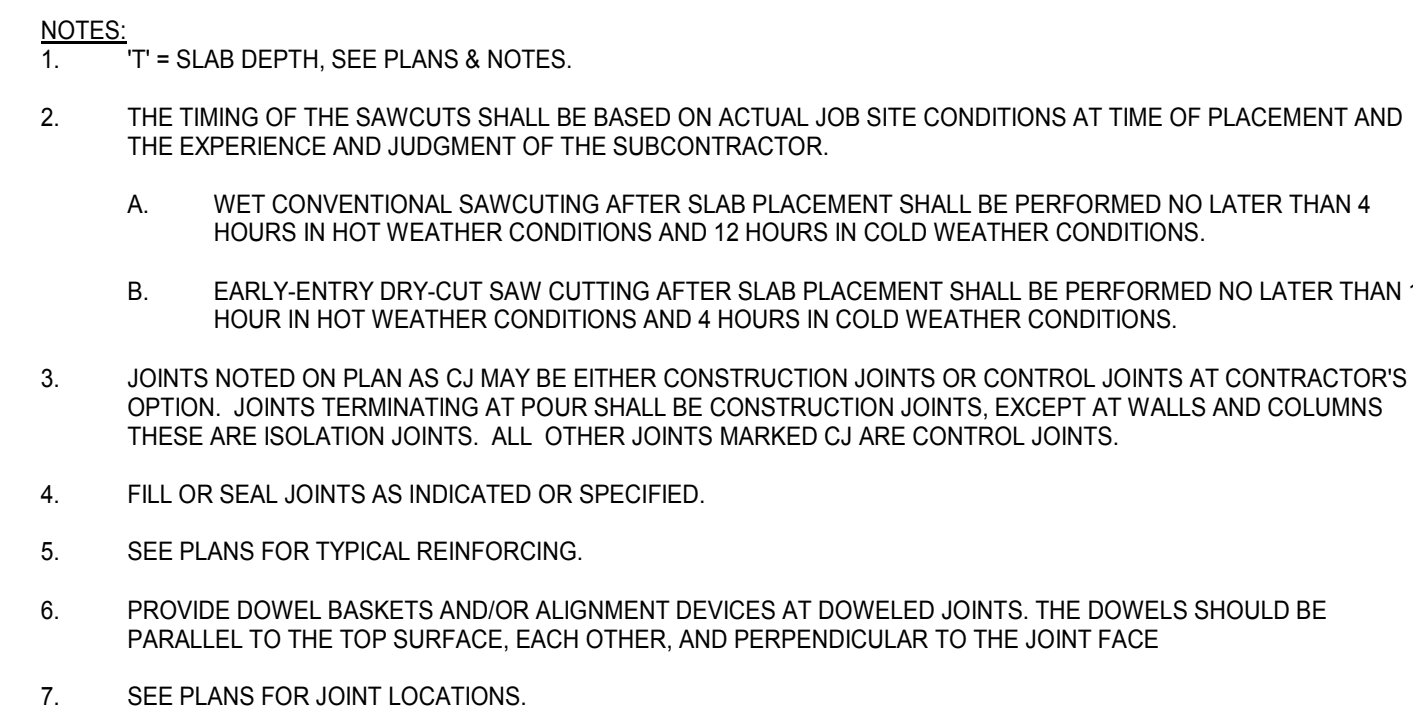 NOTES:
1. 'T' = SLAB DEPTH, SEE PLANS & NOTES.
2. THE TIMING OF THE SAWCUTS SHALL BE BASED ON ACTUAL JOB SITE CONDITIONS AT TIME OF PLACEMENT AND
THE EXPERIENCE AND JUDGMENT OF THE SUBCONTRACTOR.
A. WET CONVENTIONAL SAWCUTING AFTER SLAB PLACEMENT SHALL BE PERFORMED NO LATER THAN 4
HOURS IN HOT WEATHER CONDITIONS AND 12 HOURS IN COLD WEATHER CONDITIONS.
B. EARLY-ENTRY DRY-CUT SAW CUTTING AFTER SLAB PLACEMENT SHALL BE PERFORMED NO LATER THAN 1
HOUR IN HOT WEATHER CONDITIONS AND 4 HOURS IN COLD WEATHER CONDITIONS.
3. JOINTS NOTED ON PLAN AS CJ MAY BE EITHER CONSTRUCTION JOINTS OR CONTROL JOINTS AT CONTRACTOR'S
OPTION. JOINTS TERMINATING AT POUR SHALL BE CONSTRUCTION JOINTS, EXCEPT AT WALLS AND COLUMNS
THESE ARE ISOLATION JOINTS. ALL OTHER JOINTS MARKED CJ ARE CONTROL JOINTS.
4. FILL OR SEAL JOINTS AS INDICATED OR SPECIFIED.
5. SEE PLANS FOR TYPICAL REINFORCING.
6. PROVIDE DOWEL BASKETS AND/OR ALIGNMENT DEVICES AT DOWELED JOINTS. THE DOWELS SHOULD BE
PARALLEL TO THE TOP SURFACE, EACH OTHER, AND PERPENDICULAR TO THE JOINT FACE
7. SEE PLANS FOR JOINT LOCATIONS.